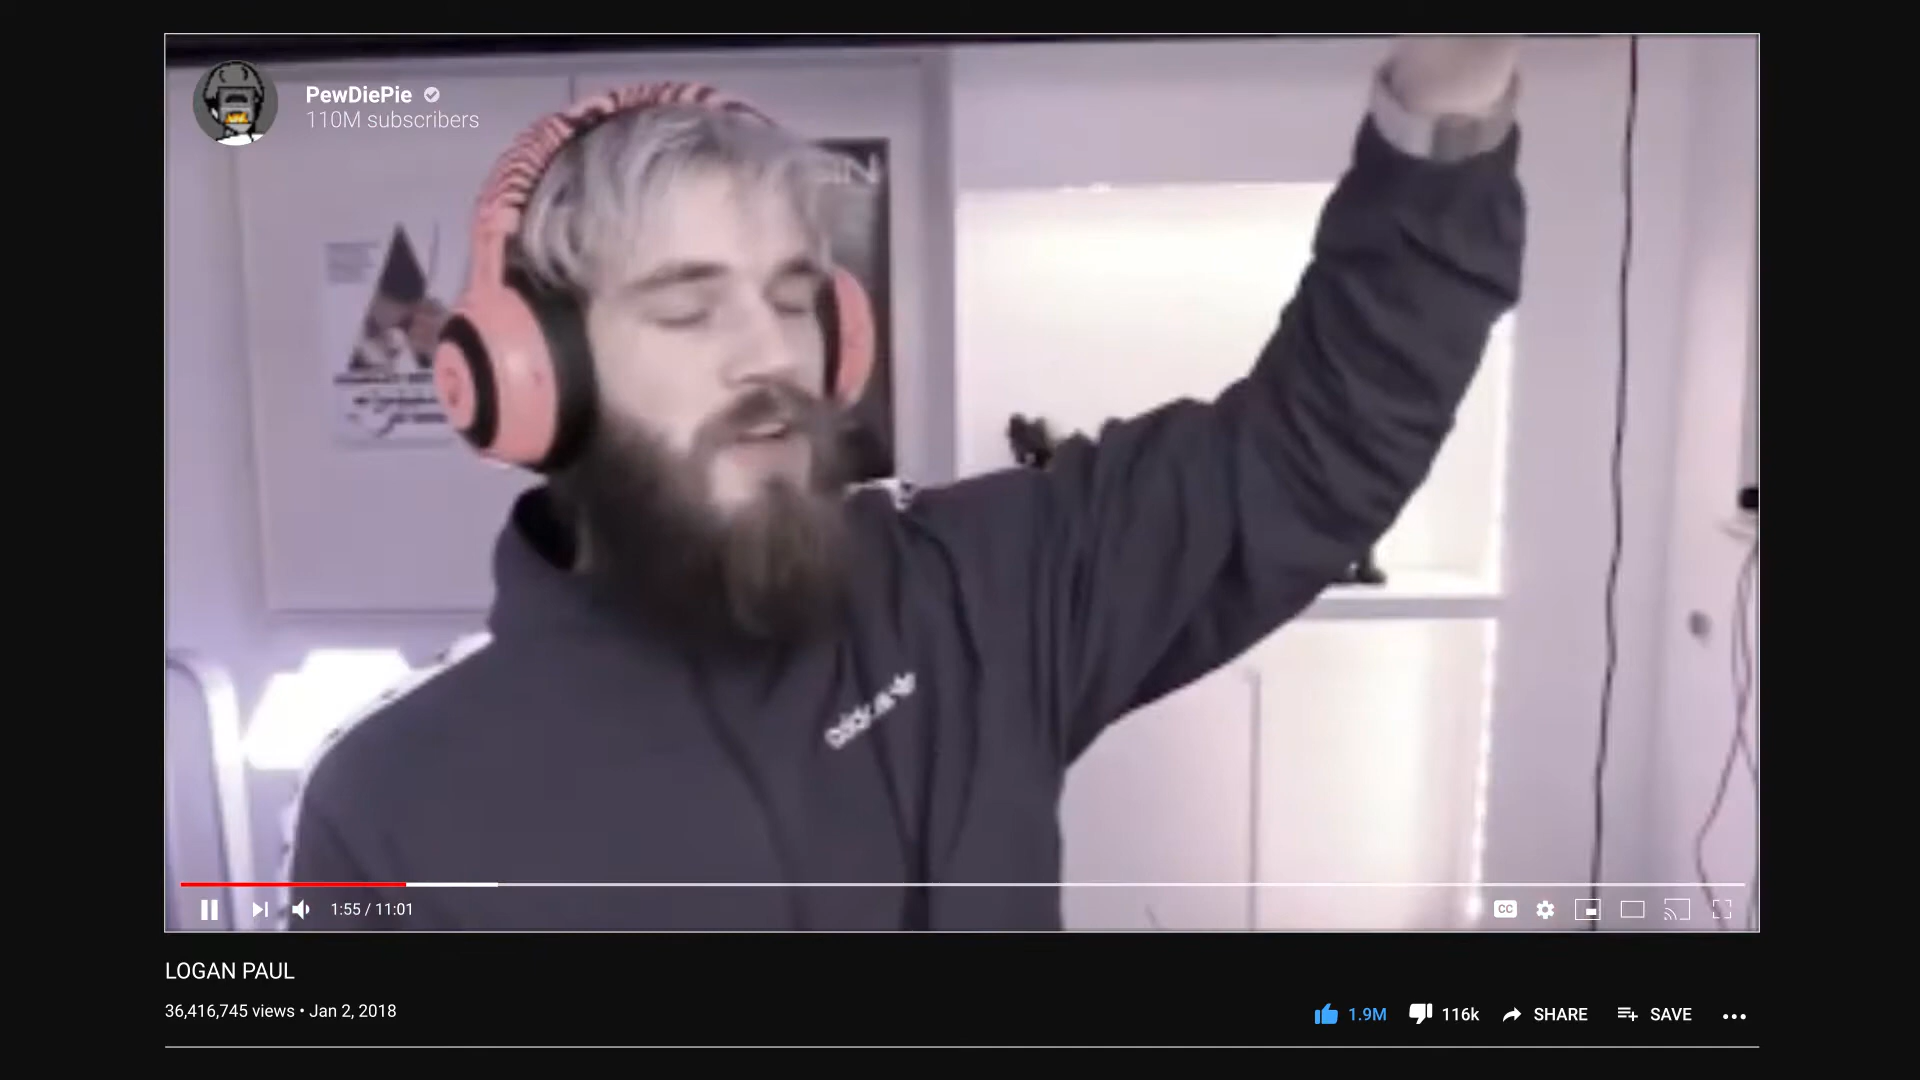 PewDiePie
110M subscribers
1:55 / 11:01
CC
LOGAN PAUL
36,416,745 views • Jan 2, 2018
1.9M
116k
SHARE
SAVE